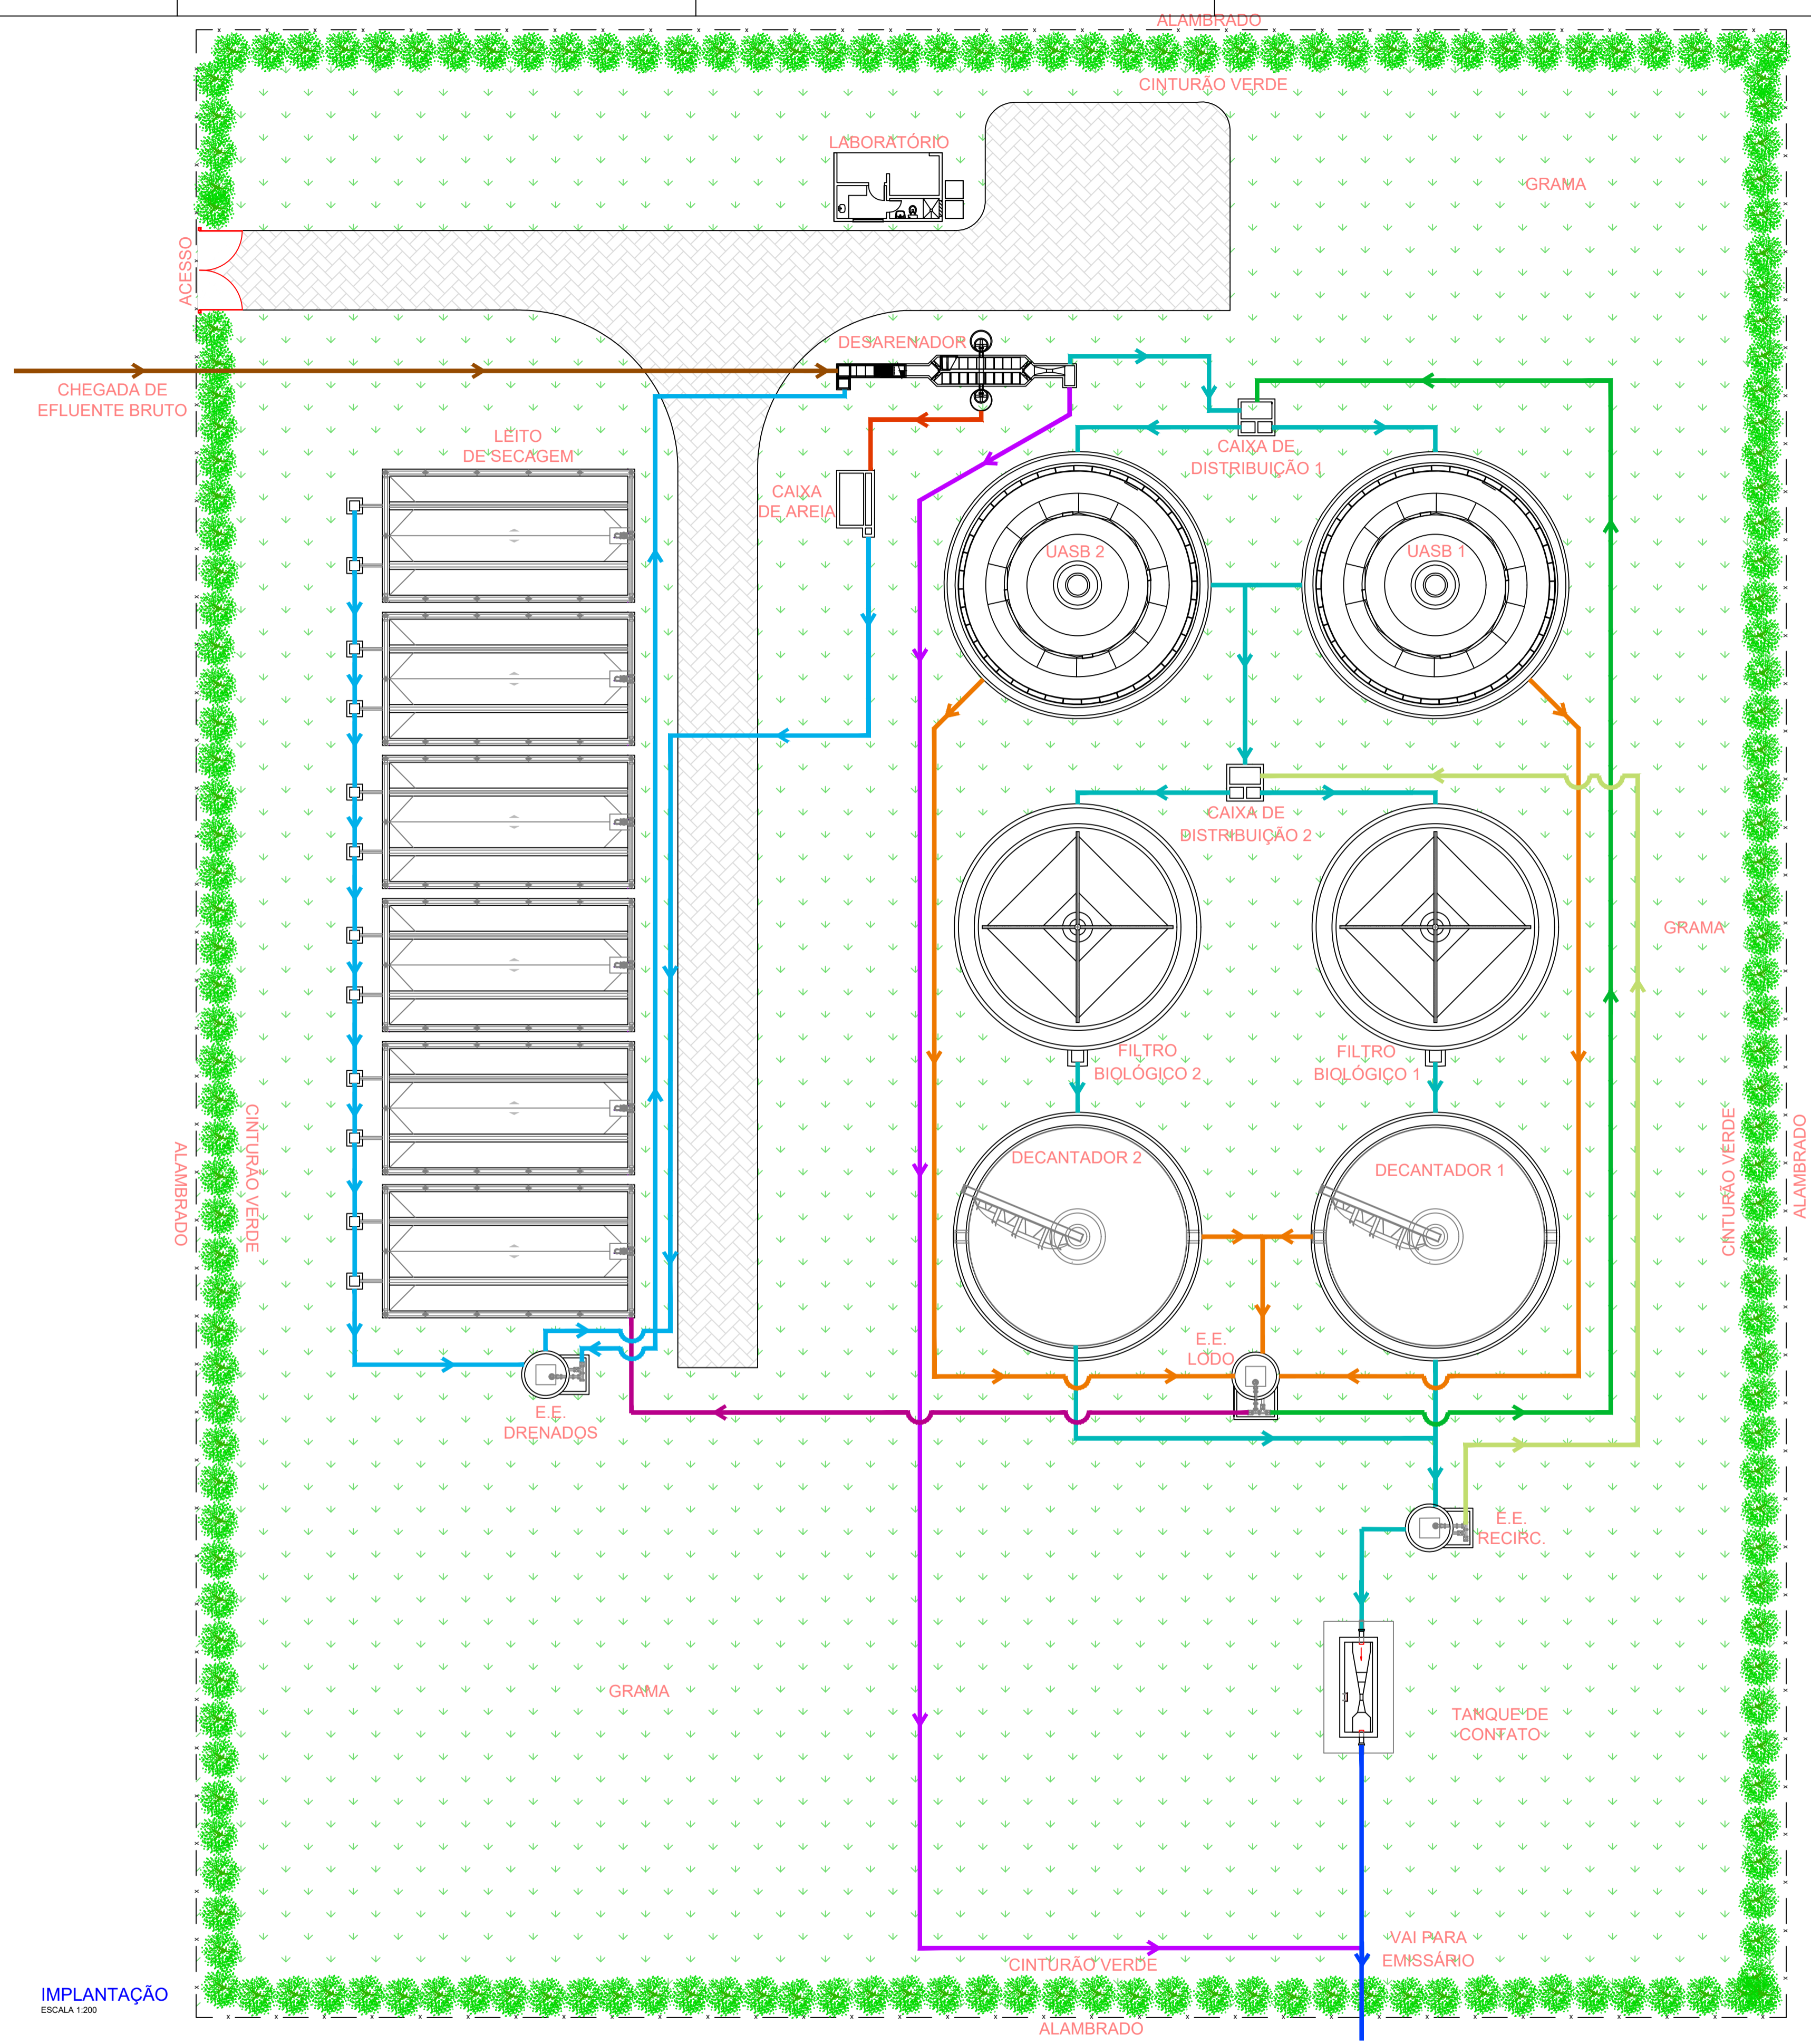 ALAMBRADO
CINTURÃO VERDE
LABORATÓRIO
GRAMA
ACESSO
DESARENADOR
CHEGADA DE
EFLUENTE BRUTO
LEITO
DE SECAGEM
CAIXA DE
DISTRIBUIÇÃO 1
CAIXA
DE AREIA
UASB 2
UASB 1
CAIXA DE
DISTRIBUIÇÃO 2
GRAMA
FILTRO
BIOLÓGICO 2
FILTRO
BIOLÓGICO 1
ALAMBRADO
CINTURÃO VERDE
DECANTADOR 2
DECANTADOR 1
CINTURÃO VERDE
ALAMBRADO
E.E.
LODO
E.E.
DRENADOS
E.E.
RECIRC.
GRAMA
TANQUE DE
CONTATO
VAI PARA
EMISSÁRIO
CINTURÃO VERDE
IMPLANTAÇÃO
ESCALA 1:200
ALAMBRADO